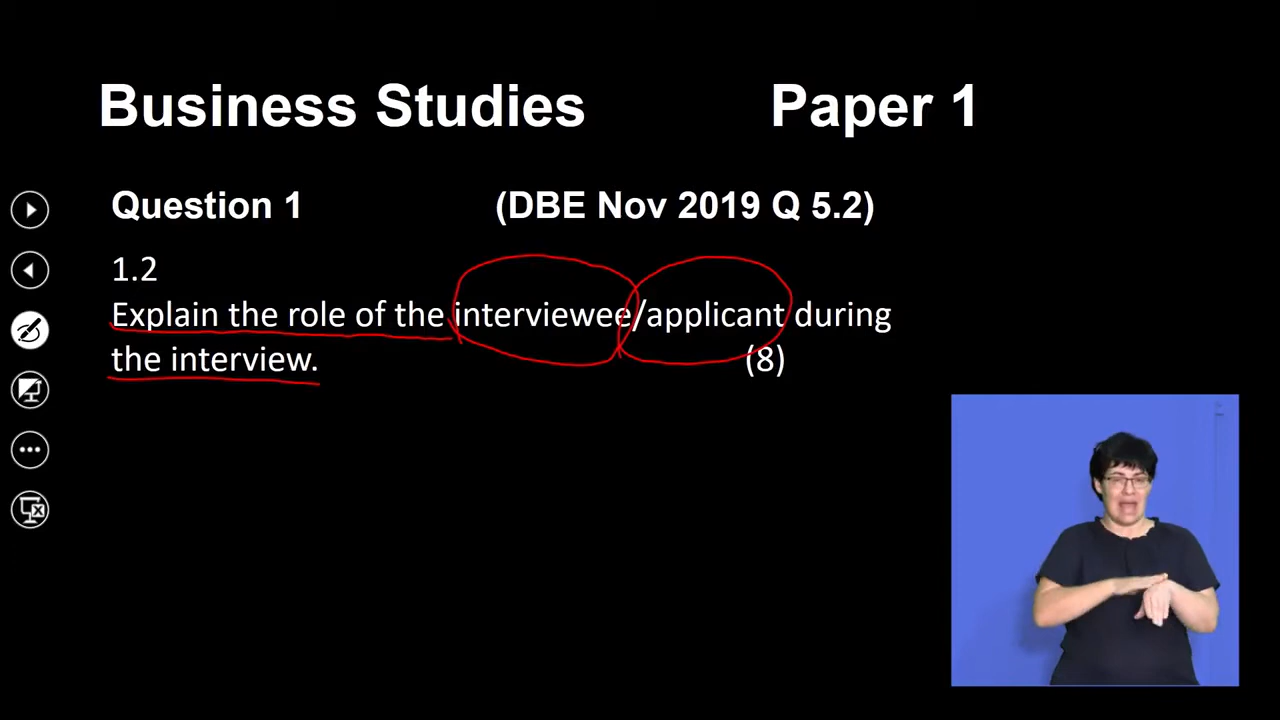 Business Studies Paper 1
Question 1 (DBE Nov 2019 Q 5.2)
1.2
Explain the role of the interviewee/applicant during
the interview. (8)